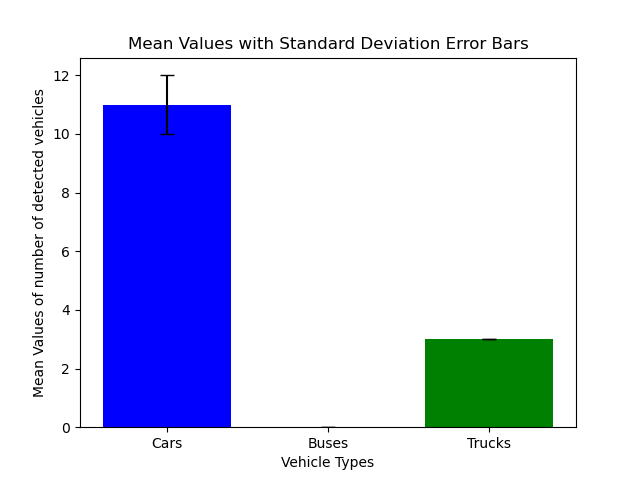 Mean Values with Standard Deviation Error Bars
Mean Values of number of detected vehicles
12
10
8
6
4
2
0
Cars
Buses
Trucks
Vehicle Types